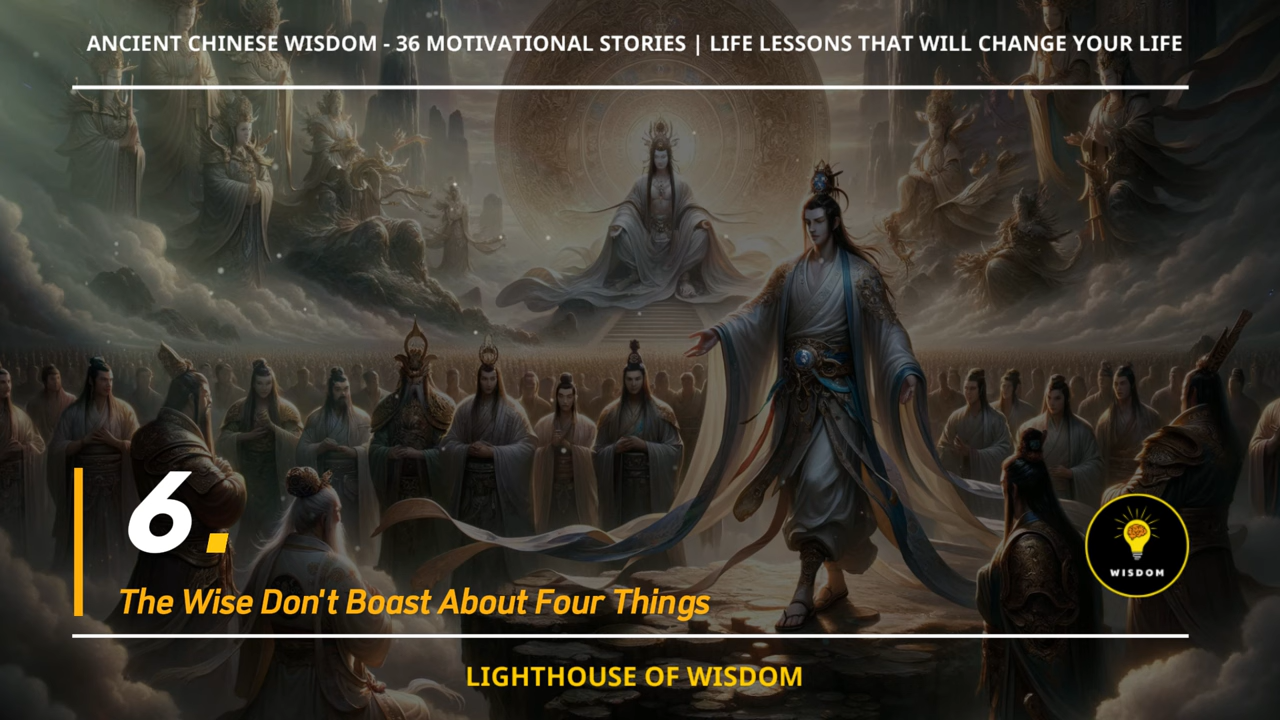 ANCIENT CHINESE WISDOM - 36 MOTIVATIONAL STORIES | LIFE LESSONS THAT WILL CHANGE YOUR LIFE
6.
The Wise Don't Boast About Four Things
WISDOM
LIGHTHOUSE OF WISDOM